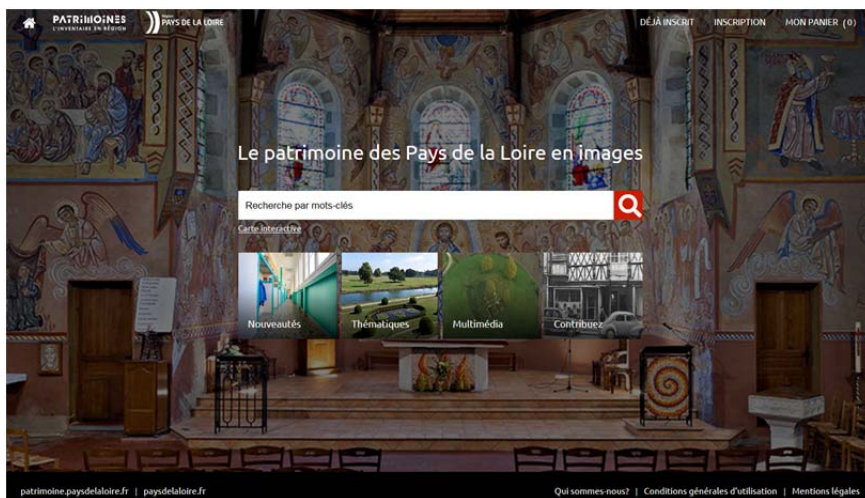 PATRIMOINES
L'INVENTAIRE EN RÉGION
PAYS DE LA LOIRE
DÉJÀ INSCRIT
INSCRIPTION
MON PANIER (0)
Le patrimoine des Pays de la Loire en images
Recherche par mots-clés
Carte interactive
Nouveautés
Thématiques
Multimédia
Contribuez
patrimoine.paysdelaloire.fr | paysdelaloire.fr
Qui sommes-nous? | Conditions générales d'utilisation | Mentions légales